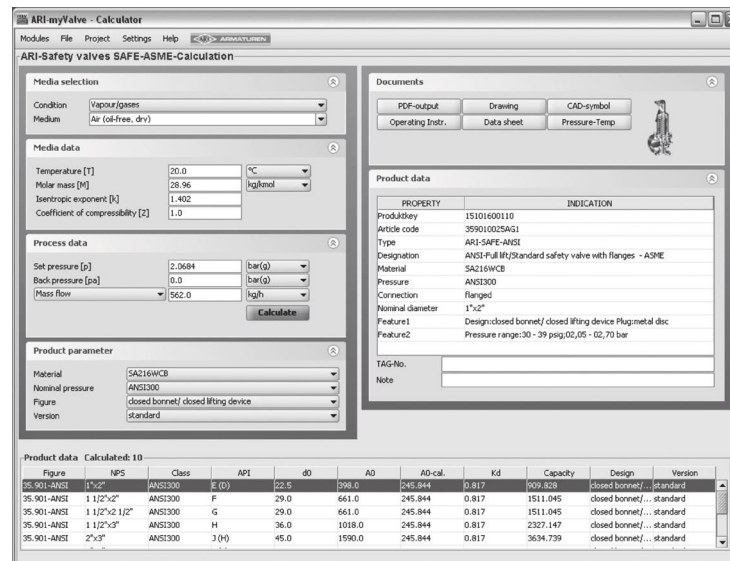 ARI-myValve - Calculator
Modules File Project Settings Help ARI ARMATUREN
ARI-Safety valves SAFE-ASME-Calculation
Media selection
Condition Vapour/gases
Medium Air (oil-free, dry)
Media data
Temperature [T] 20.0 °C
Molar mass [M] 28.96 kg/kmol
Isentropic exponent [k] 1.402
Coefficient of compressibility [Z] 1.0
Process data
Set pressure [p] 2.0684 bar(g)
Back pressure [pa] 0.0 bar(g)
Mass flow 562.0 kg/h
Calculate
Product parameter
Material SA216WCB
Nominal pressure ANSI300
Figure closed bonnet/ closed lifting device
Version standard
Documents
PDF-output Drawing CAD-symbol
Operating Instr. Data sheet Pressure-Temp
Product data
PROPERTY INDICATION
Produktkey 15101600110
Article code 359010025AG1
Type ARI-SAFE-ANSI
Designation ANSI-Full lift/Standard safety valve with flanges - ASME
Material SA216WCB
Pressure ANSI300
Connection flanged
Nominal diameter 1"x2"
Feature1 Design:closed bonnet/ closed lifting device Plug:metal disc
Feature2 Pressure range:30 - 39 psig;02,05 - 02,70 bar
TAG-No.
Note
Product data Calculated: 10
Figure NPS Class API d0 A0 A0-cal. Kd Capacity Design Version
35.901-ANSI 1"x2" ANSI300 E (D) 22.5 398.0 245.844 0.817 909.828 closed bonnet/... standard
35.901-ANSI 1 1/2"x2" ANSI300 F 29.0 661.0 245.844 0.817 1511.045 closed bonnet/... standard
35.901-ANSI 1 1/2"x2 1/2" ANSI300 G 29.0 661.0 245.844 0.817 1511.045 closed bonnet/... standard
35.901-ANSI 1 1/2"x3" ANSI300 H 36.0 1018.0 245.844 0.817 2327.147 closed bonnet/... standard
35.901-ANSI 2"x3" ANSI300 J (H) 45.0 1590.0 245.844 0.817 3634.739 closed bonnet/... standard